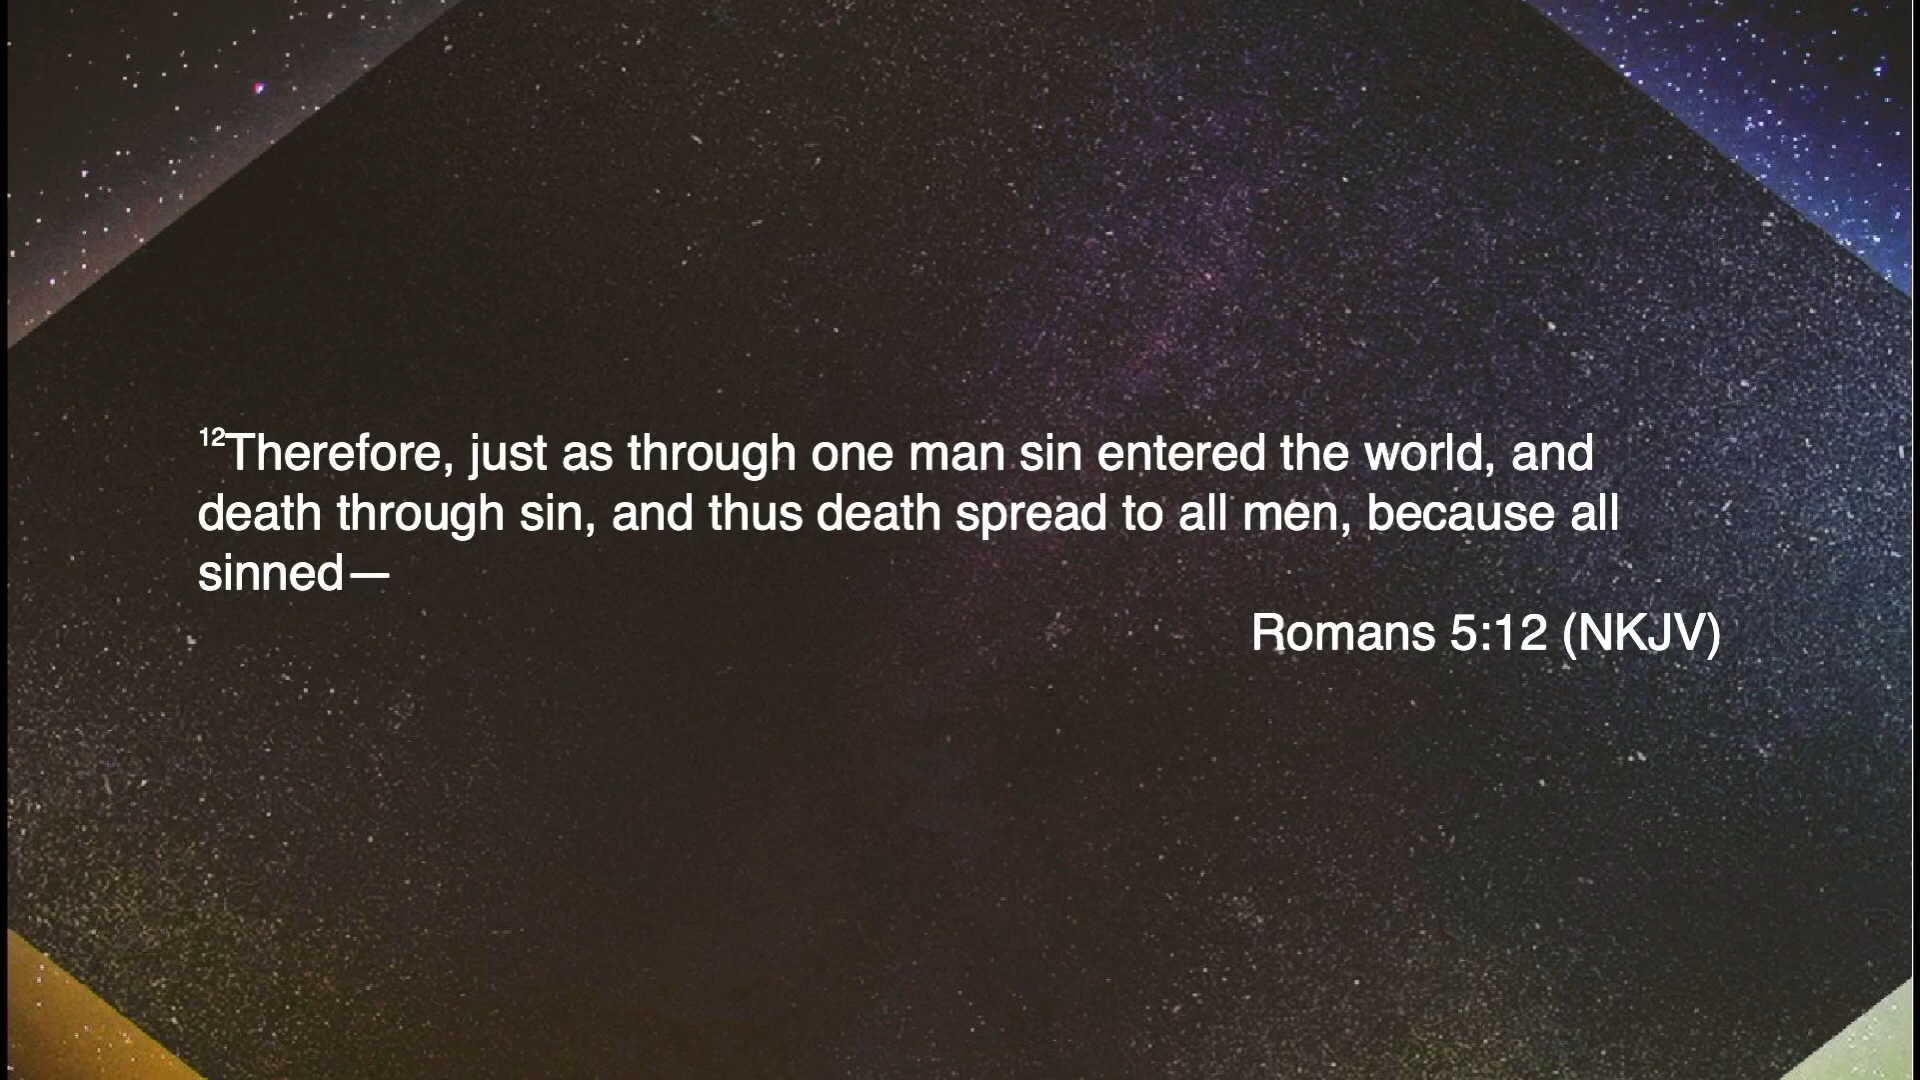 12Therefore, just as through one man sin entered the world, and
death through sin, and thus death spread to all men, because all
sinned—
Romans 5:12 (NKJV)